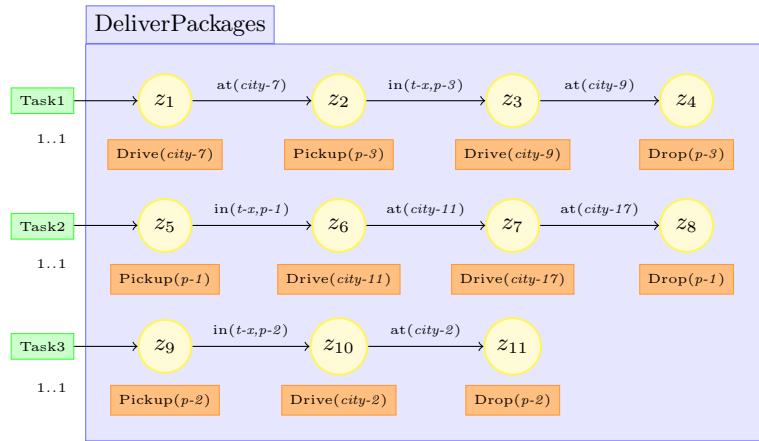 DeliverPackages
at(city-7) in(t-x,p-3) at(city-9)
Task1 z1 z2 z3 z4
1..1
Drive(city-7) Pickup(p-3) Drive(city-9) Drop(p-3)
in(t-x,p-1) at(city-11) at(city-17)
Task2 z5 z6 z7 z8
1..1
Pickup(p-1) Drive(city-11) Drive(city-17) Drop(p-1)
in(t-x,p-2) at(city-2)
Task3 z9 z10 z11
1..1
Pickup(p-2) Drive(city-2) Drop(p-2)